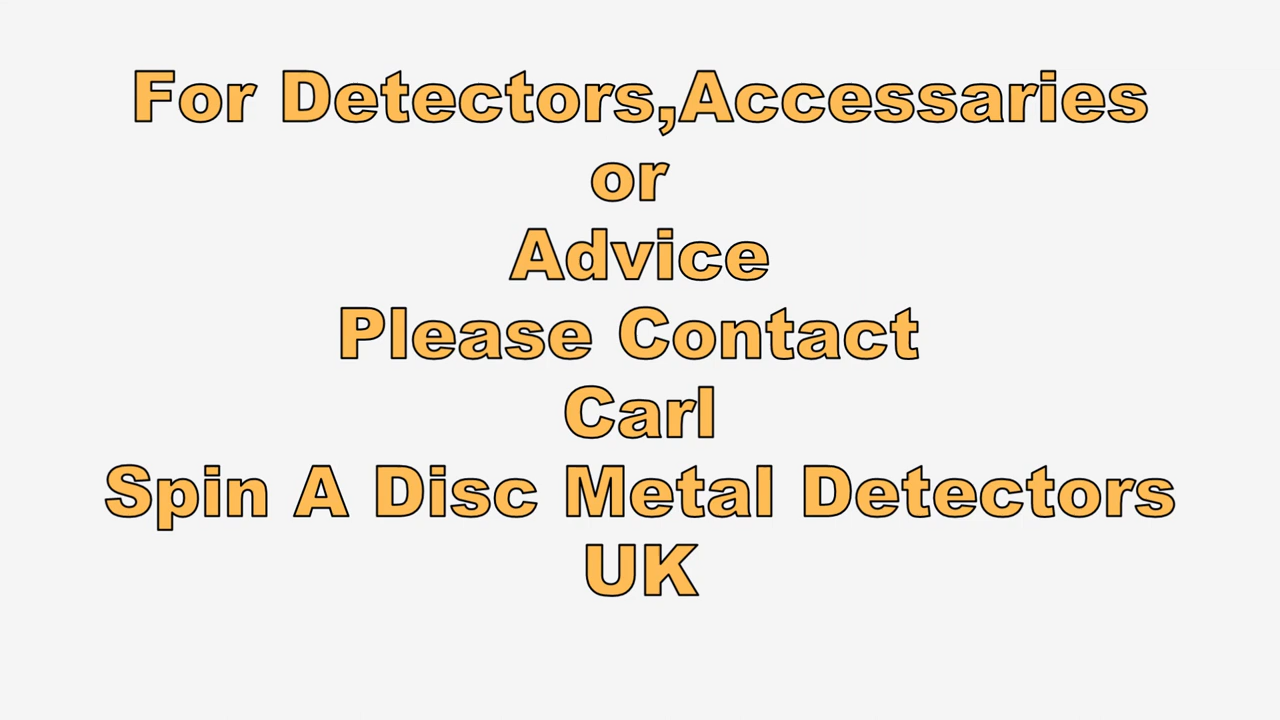 For Detectors,Accessaries
or
Advice
Please Contact
Carl
Spin A Disc Metal Detectors
UK